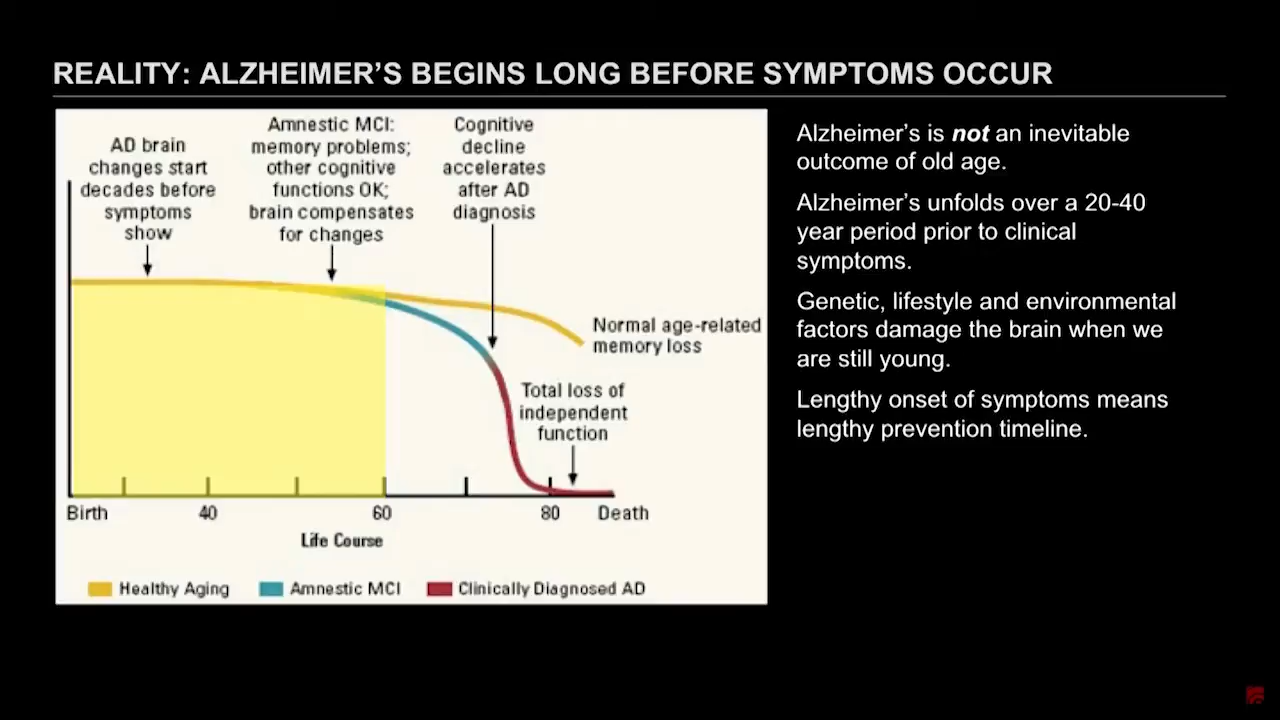 REALITY: ALZHEIMER'S BEGINS LONG BEFORE SYMPTOMS OCCUR
AD brain
changes start
decades before
symptoms
show
Amnestic MCI:
memory problems;
other cognitive
functions OK;
brain compensates
for changes
Cognitive
decline
accelerates
after AD
diagnosis
Normal age-related
memory loss
Total loss of
independent
function
Birth 40 60 80 Death
Life Course
Healthy Aging Amnestic MCI Clinically Diagnosed AD
Alzheimer's is not an inevitable
outcome of old age.
Alzheimer's unfolds over a 20-40
year period prior to clinical
symptoms.
Genetic, lifestyle and environmental
factors damage the brain when we
are still young.
Lengthy onset of symptoms means
lengthy prevention timeline.